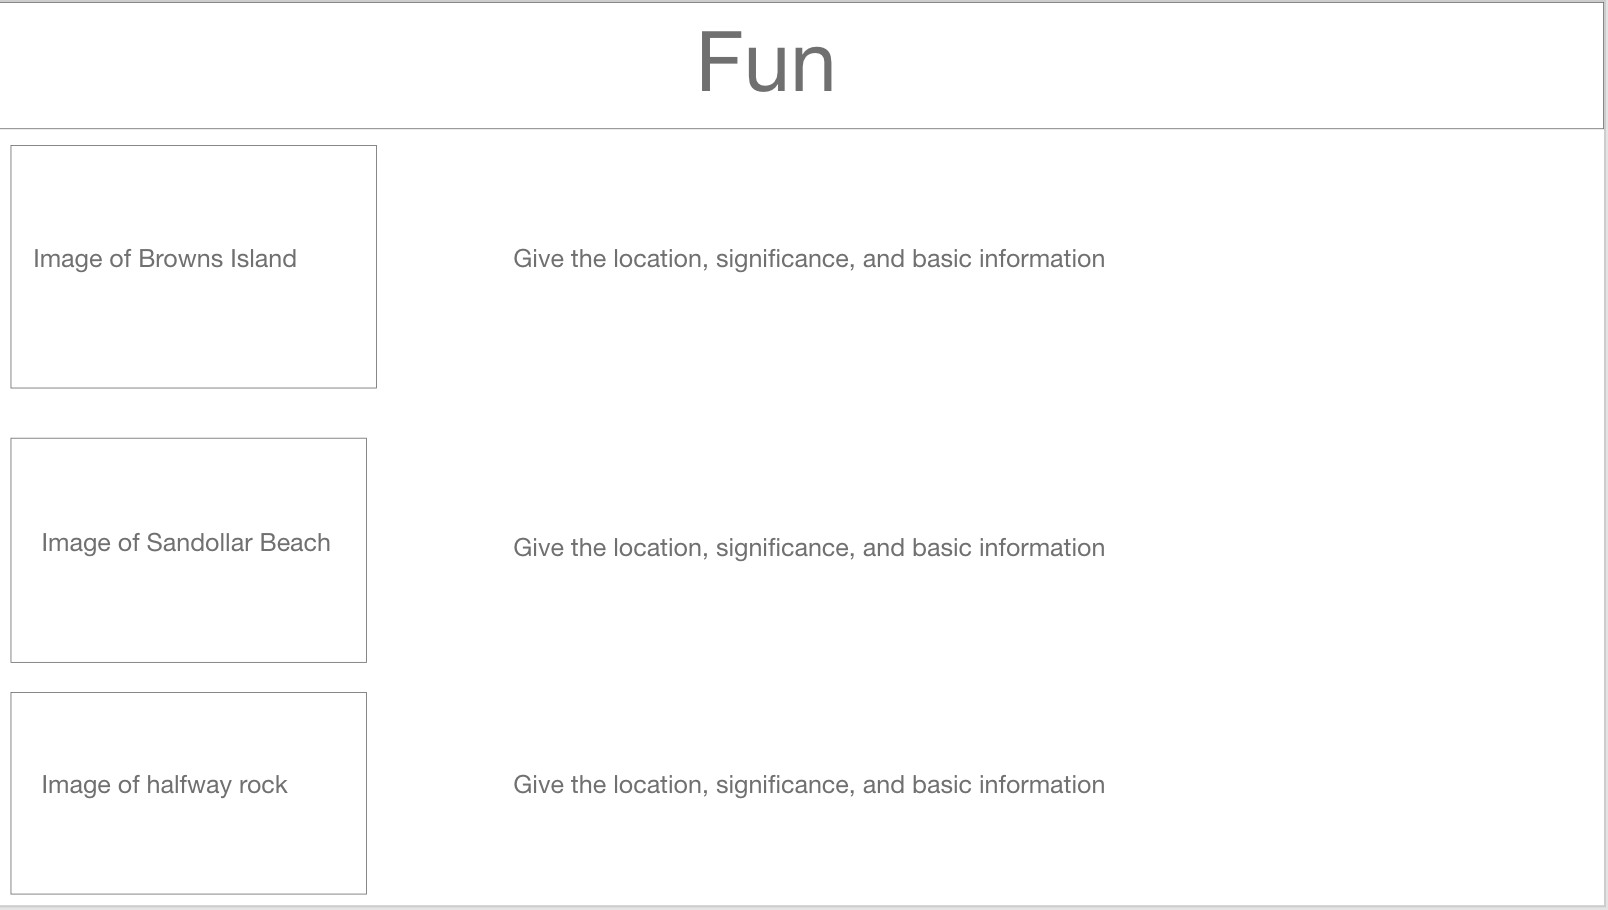 Fun
Image of Browns Island
Give the location, significance, and basic information
Image of Sandollar Beach
Give the location, significance, and basic information
Image of halfway rock
Give the location, significance, and basic information